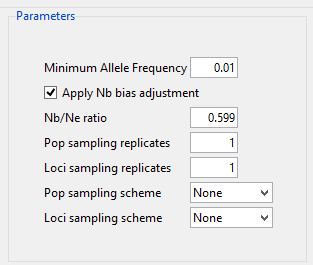 Parameters
Minimum Allele Frequency 0.01
Apply Nb bias adjustment
Nb/Ne ratio 0.599
Pop sampling replicates 1
Loci sampling replicates 1
Pop sampling scheme None
Loci sampling scheme None